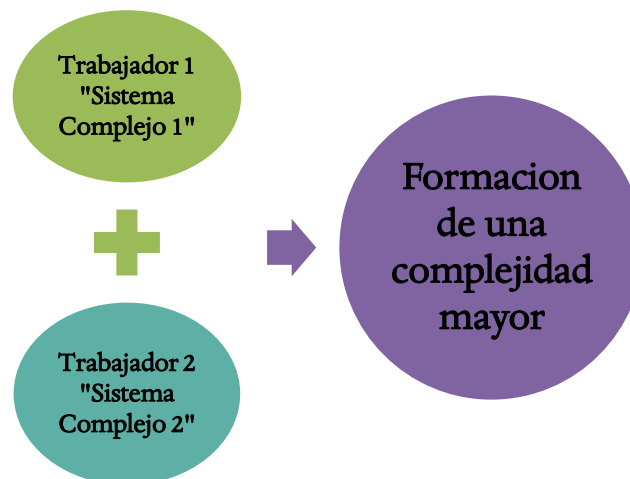 Trabajador 1
"Sistema
Complejo 1"
Trabajador 2
"Sistema
Complejo 2"
Formacion
de una
complejidad
mayor